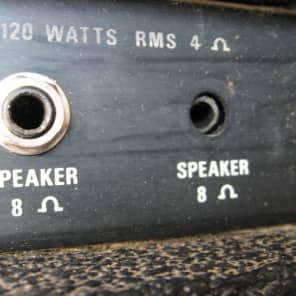 120 WATTS RMS 4 Ω
PEAKER
8 Ω
SPEAKER
8 Ω